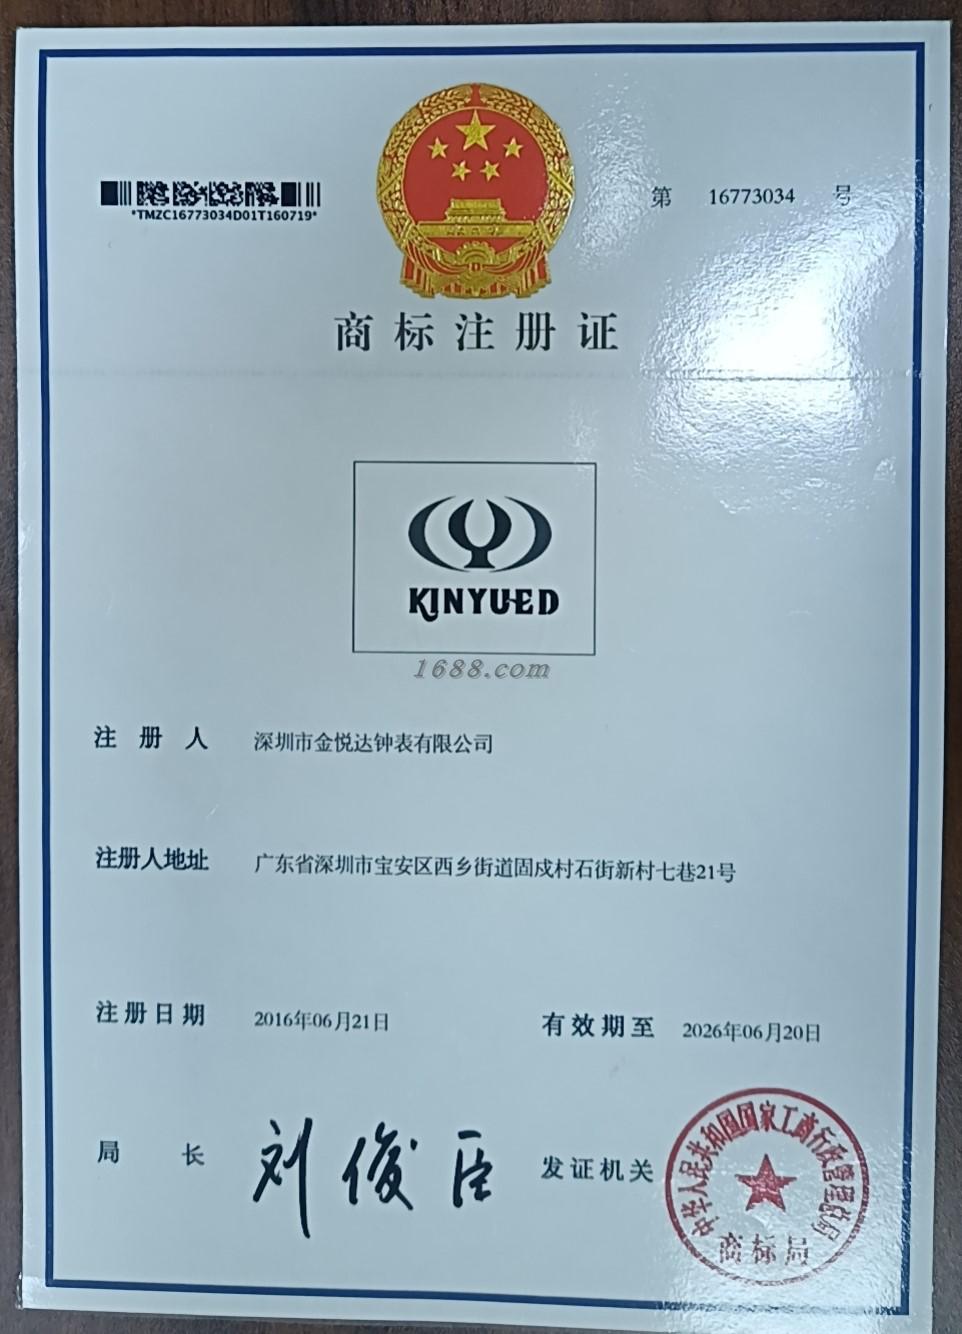 *TMZC16773034D01T160719*
第 16773034 号
商标注册证
KINYUED
1688.com
注册人 深圳市金悦达钟表有限公司
注册人地址 广东省深圳市宝安区西乡街道固戍村石街新村七巷21号
注册日期 2016年06月21日 有效期至 2026年06月20日
局长 刘俊臣 发证机关
中华人民共和国国家工商行政管理总局
商标局